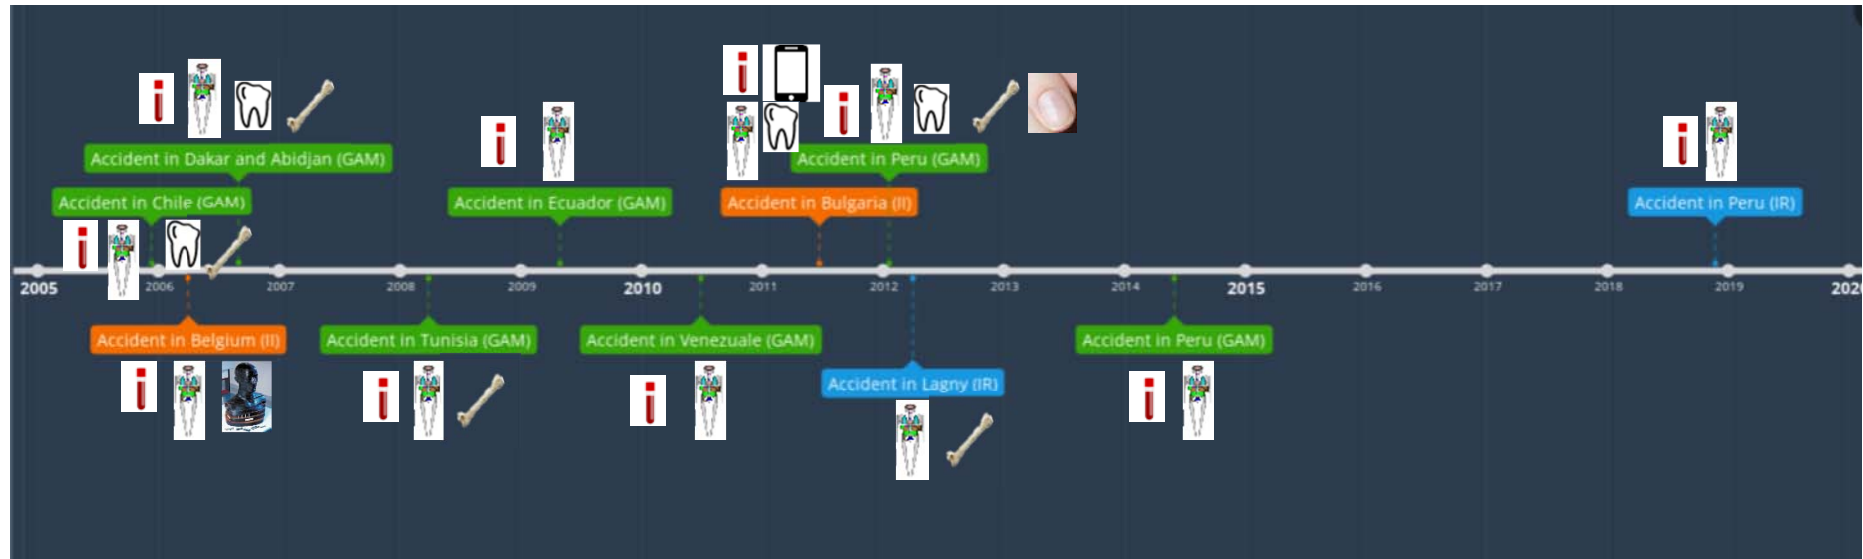 Accident in Dakar and Abidjan (GAM)
Accident in Peru (GAM)
Accident in Chile (GAM)
Accident in Ecuador (GAM)
Accident in Bulgaria (II)
Accident in Peru (IR)
2005
2006
2007
2008
2009
2010
2011
2012
2013
2014
2015
2016
2017
2018
2019
Accident in Belgium (II)
Accident in Tunisia (GAM)
Accident in Venezuale (GAM)
Accident in Peru (GAM)
Accident in Lagny (IR)